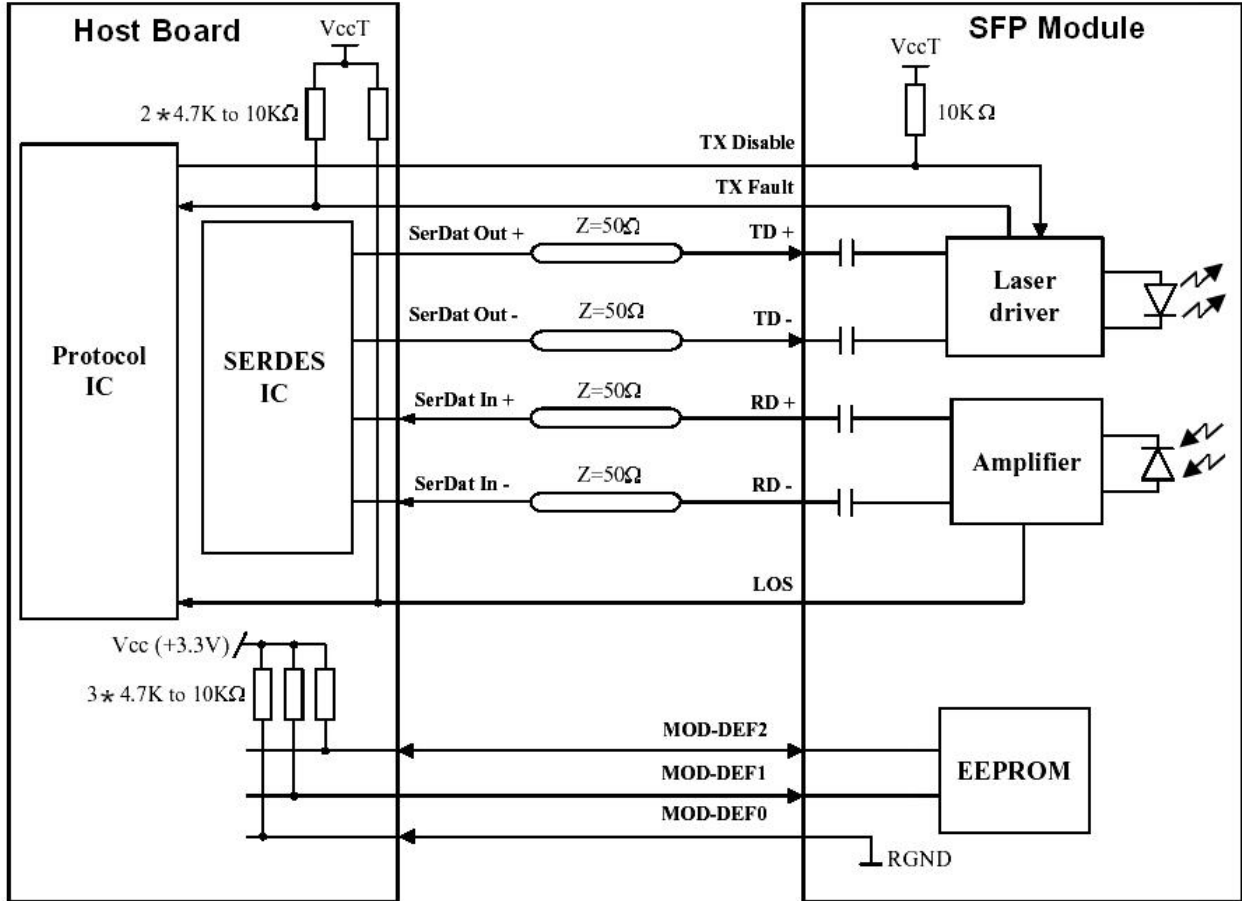 Host Board
SFP Module
VccT
VccT
2*4.7K to 10KΩ
10K Ω
TX Disable
TX Fault
SerDat Out +
Z=50Ω
TD +
Laser
driver
SerDat Out -
Z=50Ω
TD -
Protocol
IC
SERDES
IC
SerDat In +
Z=50Ω
RD +
Amplifier
SerDat In -
Z=50Ω
RD -
LOS
Vcc (+3.3V)
3* 4.7K to 10KΩ
MOD-DEF2
MOD-DEF1
MOD-DEF0
EEPROM
RGND